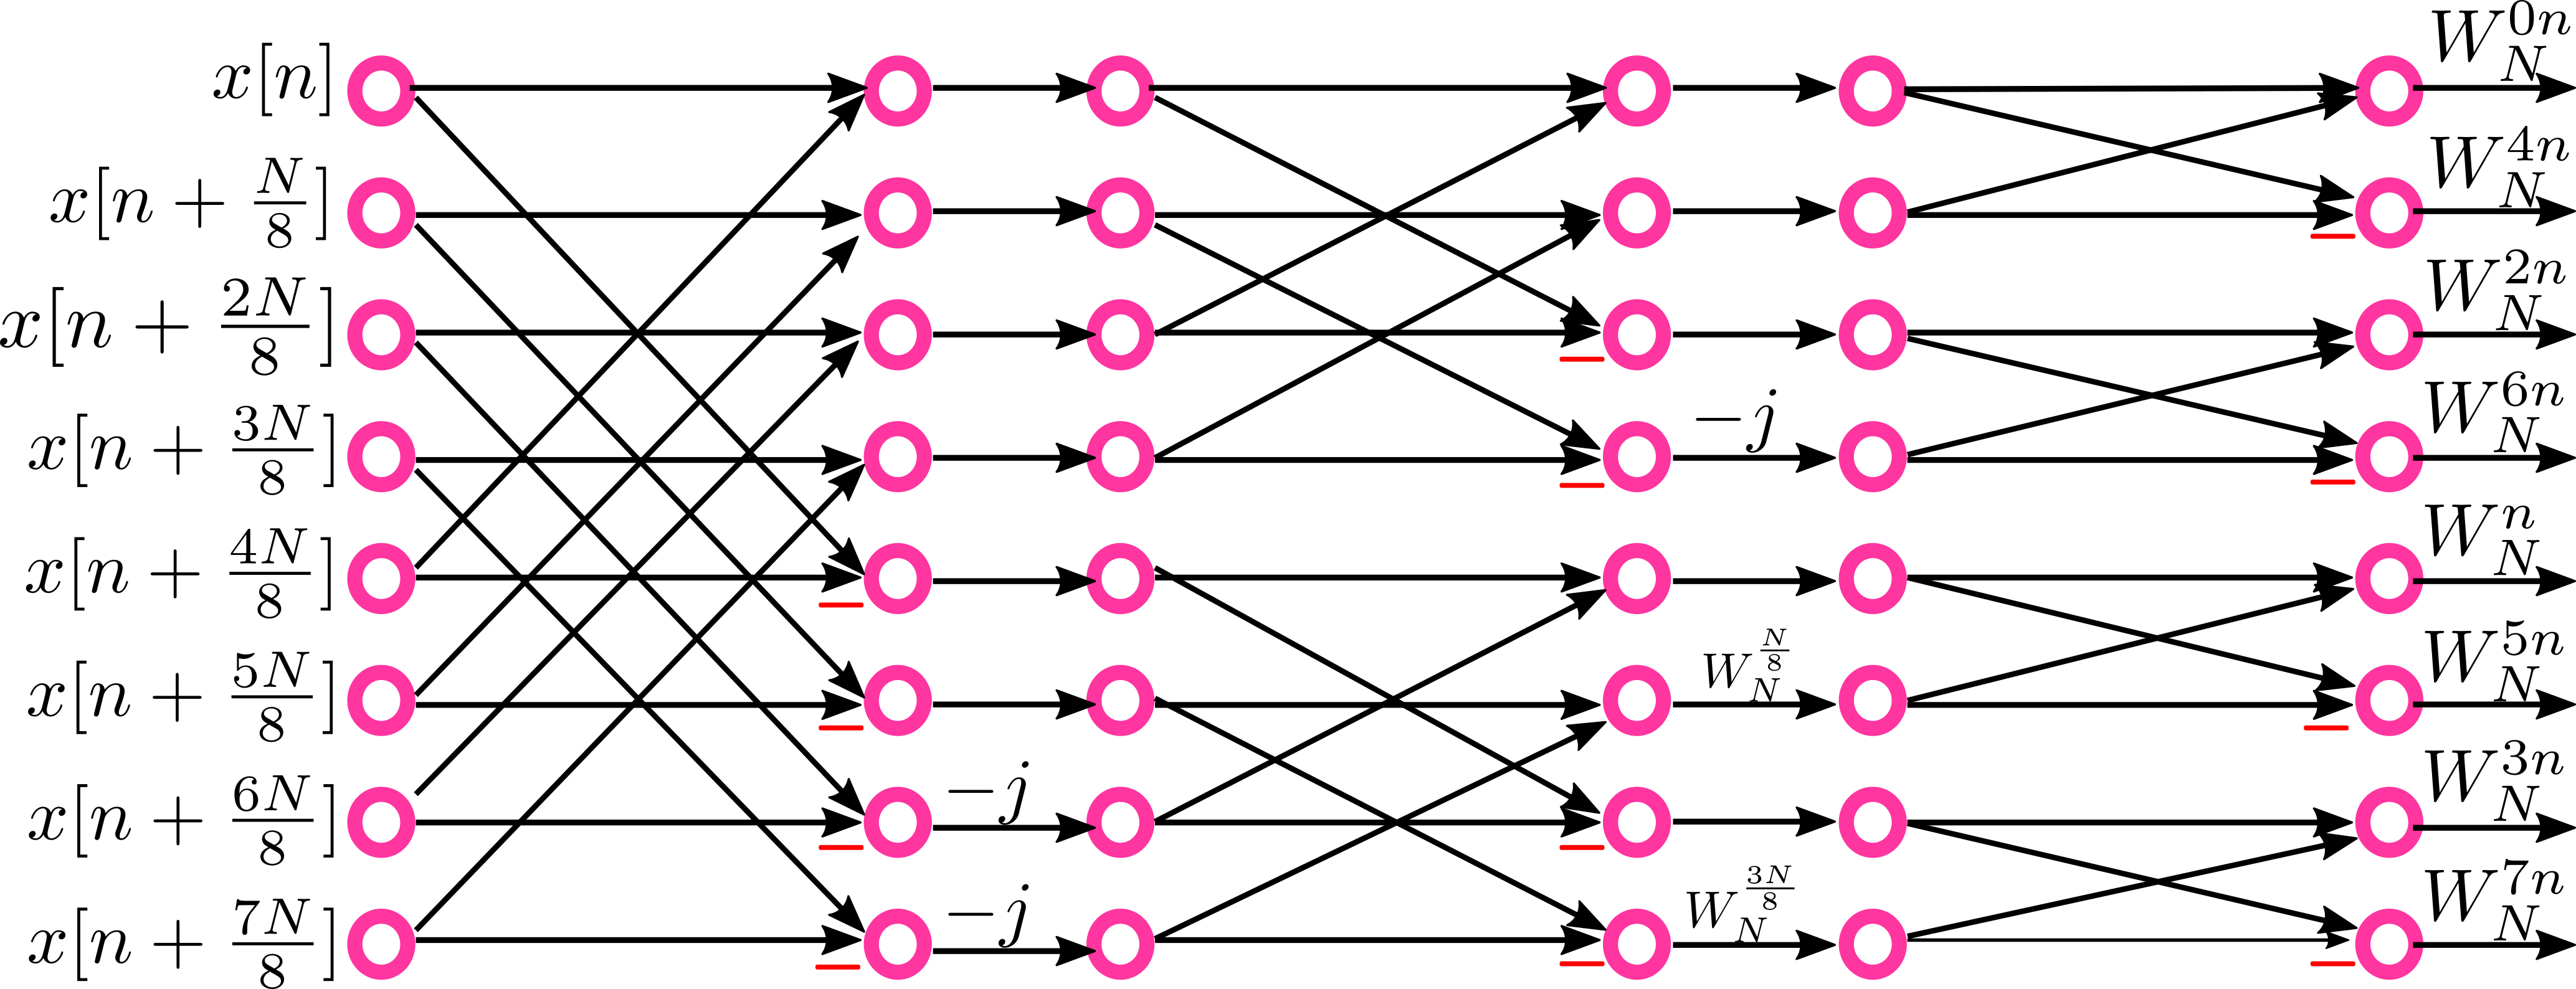 x[n]
x[n + \frac{N}{8}]
x[n + \frac{2N}{8}]
x[n + \frac{3N}{8}]
x[n + \frac{4N}{8}]
x[n + \frac{5N}{8}]
x[n + \frac{6N}{8}]
x[n + \frac{7N}{8}]
−j
−j
−j
W_N^{\frac{N}{8}}
W_N^{\frac{3N}{8}}
W_N^{0n}
W_N^{4n}
W_N^{2n}
W_N^{6n}
W_N^{n}
W_N^{5n}
W_N^{3n}
W_N^{7n}